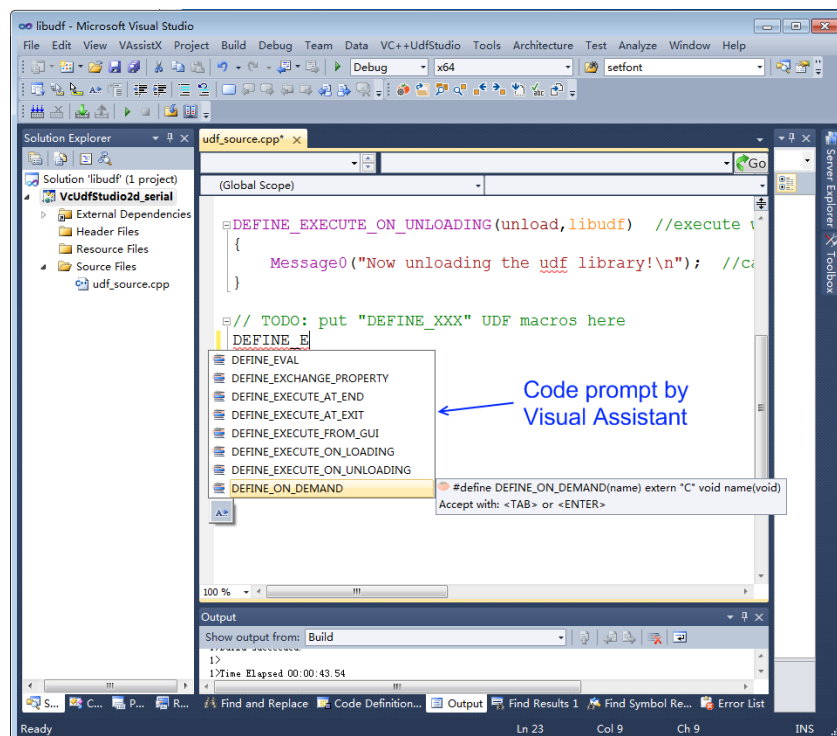 libudf - Microsoft Visual Studio
File Edit View VAssistX Project Build Debug Team Data VC++UdfStudio Tools Architecture Test Analyze Window Help
Debug x64 setfont
Solution Explorer
udf_source.cpp*
Go
Solution 'libudf' (1 project)
VcUdfStudio2d_serial
External Dependencies
Header Files
Resource Files
Source Files
udf_source.cpp
(Global Scope)
DEFINE_EXECUTE_ON_UNLOADING(unload,libudf) //execute
{
Message0("Now unloading the udf library!\n");
}
// TODO: put "DEFINE_XXX" UDF macros here
DEFINE_E
DEFINE_EVAL
DEFINE_EXCHANGE_PROPERTY
DEFINE_EXECUTE_AT_END
DEFINE_EXECUTE_AT_EXIT
DEFINE_EXECUTE_FROM_GUI
DEFINE_EXECUTE_ON_LOADING
DEFINE_EXECUTE_ON_UNLOADING
DEFINE_ON_DEMAND
#define DEFINE_ON_DEMAND(name) extern "C" void name(void)
Accept with: <TAB> or <ENTER>
Code prompt by
Visual Assistant
Server Explorer
Toolbox
100 %
Output
Show output from: Build
1>
1>Time Elapsed 00:00:43.54
S... C... P... R...
Find and Replace Code Definition... Output Find Results 1 Find Symbol Re... Error List
Ready Ln 23 Col 9 Ch 9 INS